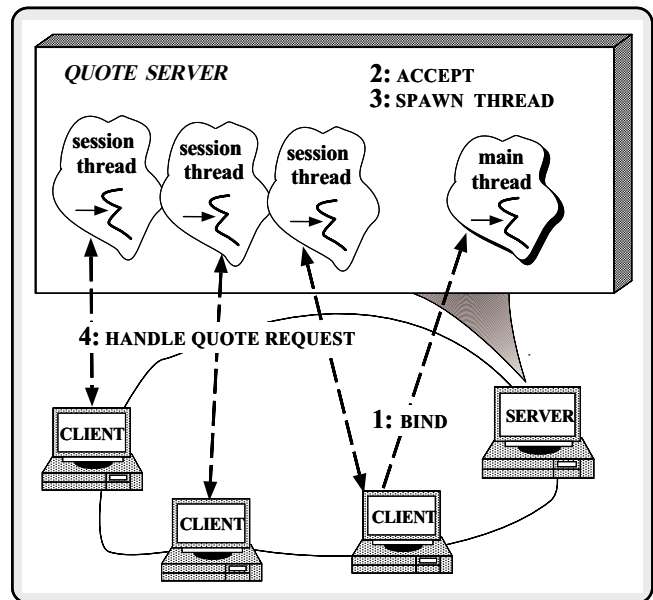 QUOTE SERVER
2: ACCEPT
3: SPAWN THREAD
session
thread
session
thread
session
thread
main
thread
4: HANDLE QUOTE REQUEST
1: BIND
CLIENT
SERVER
CLIENT
CLIENT